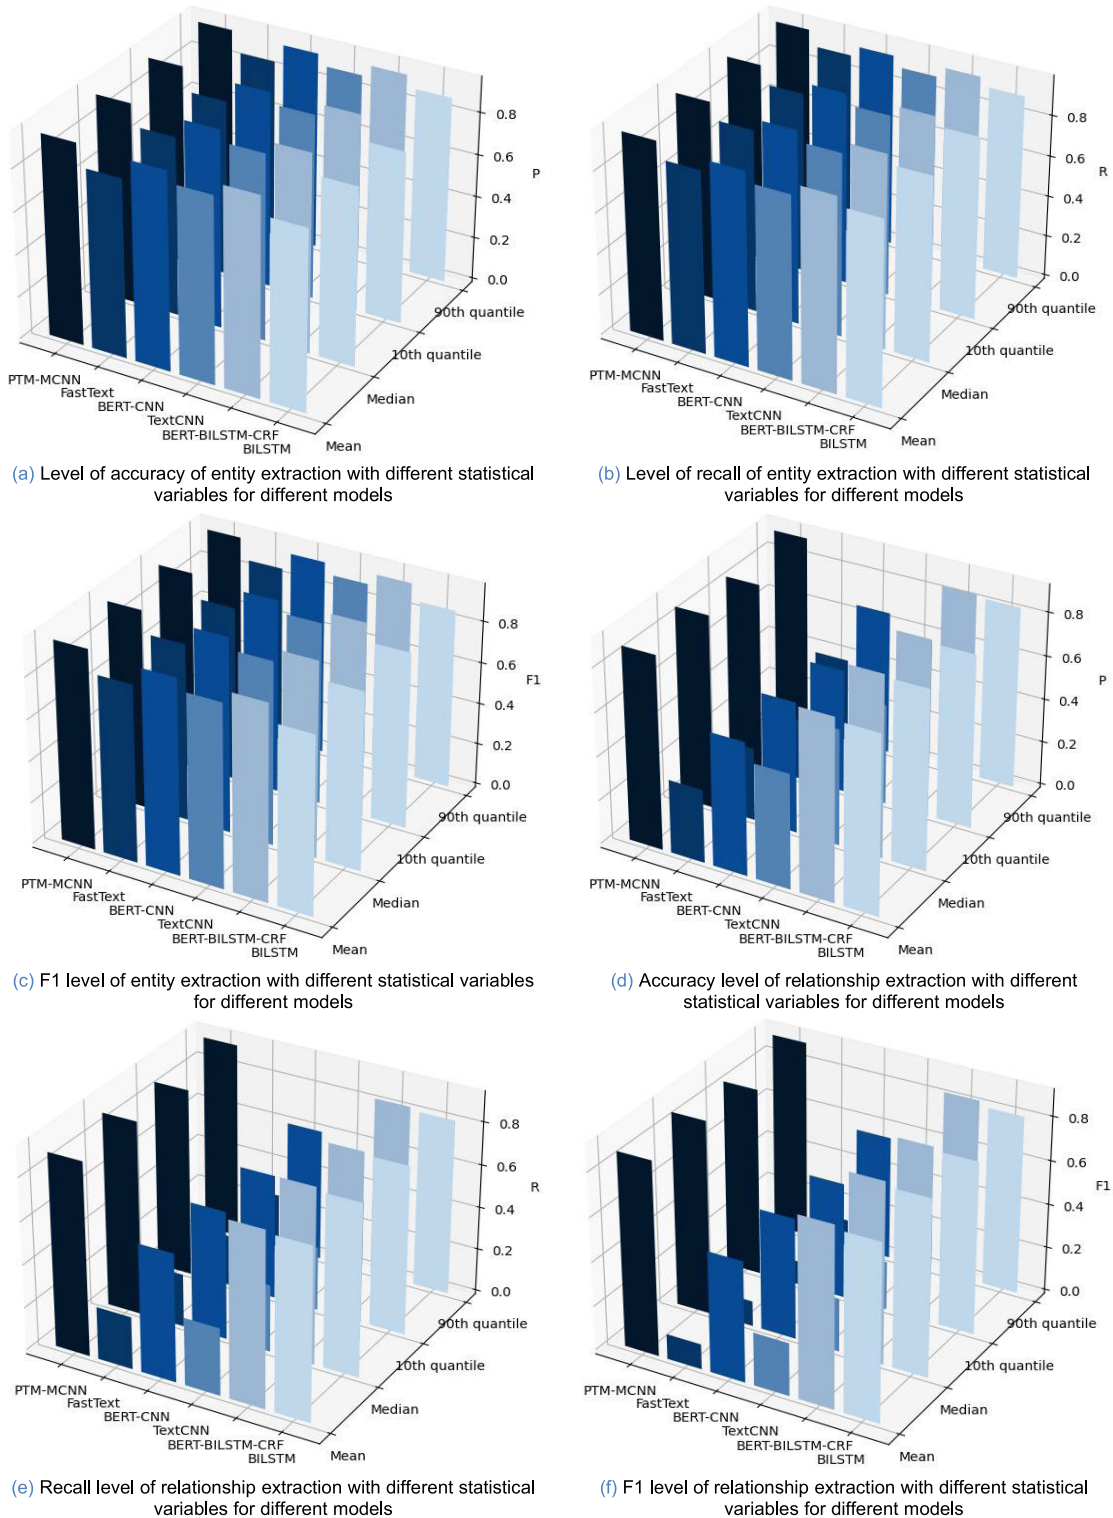 0.8
0.6
P
0.4
0.2
0.0
90th quantile
10th quantile
Median
Mean
PTM-MCNN
FastText
BERT-CNN
TextCNN
BERT-BILSTM-CRF
BILSTM
(a) Level of accuracy of entity extraction with different statistical
variables for different models
0.8
0.6
R
0.4
0.2
0.0
90th quantile
10th quantile
Median
Mean
PTM-MCNN
FastText
BERT-CNN
TextCNN
BERT-BILSTM-CRF
BILSTM
(b) Level of recall of entity extraction with different statistical
variables for different models
0.8
0.6
F1
0.4
0.2
0.0
90th quantile
10th quantile
Median
Mean
PTM-MCNN
FastText
BERT-CNN
TextCNN
BERT-BILSTM-CRF
BILSTM
(c) F1 level of entity extraction with different statistical variables
for different models
0.8
0.6
P
0.4
0.2
0.0
90th quantile
10th quantile
Median
Mean
PTM-MCNN
FastText
BERT-CNN
TextCNN
BERT-BILSTM-CRF
BILSTM
(d) Accuracy level of relationship extraction with different
statistical variables for different models
0.8
0.6
R
0.4
0.2
0.0
90th quantile
10th quantile
Median
Mean
PTM-MCNN
FastText
BERT-CNN
TextCNN
BERT-BILSTM-CRF
BILSTM
(e) Recall level of relationship extraction with different statistical
variables for different models
0.8
0.6
F1
0.4
0.2
0.0
90th quantile
10th quantile
Median
Mean
PTM-MCNN
FastText
BERT-CNN
TextCNN
BERT-BILSTM-CRF
BILSTM
(f) F1 level of relationship extraction with different statistical
variables for different models